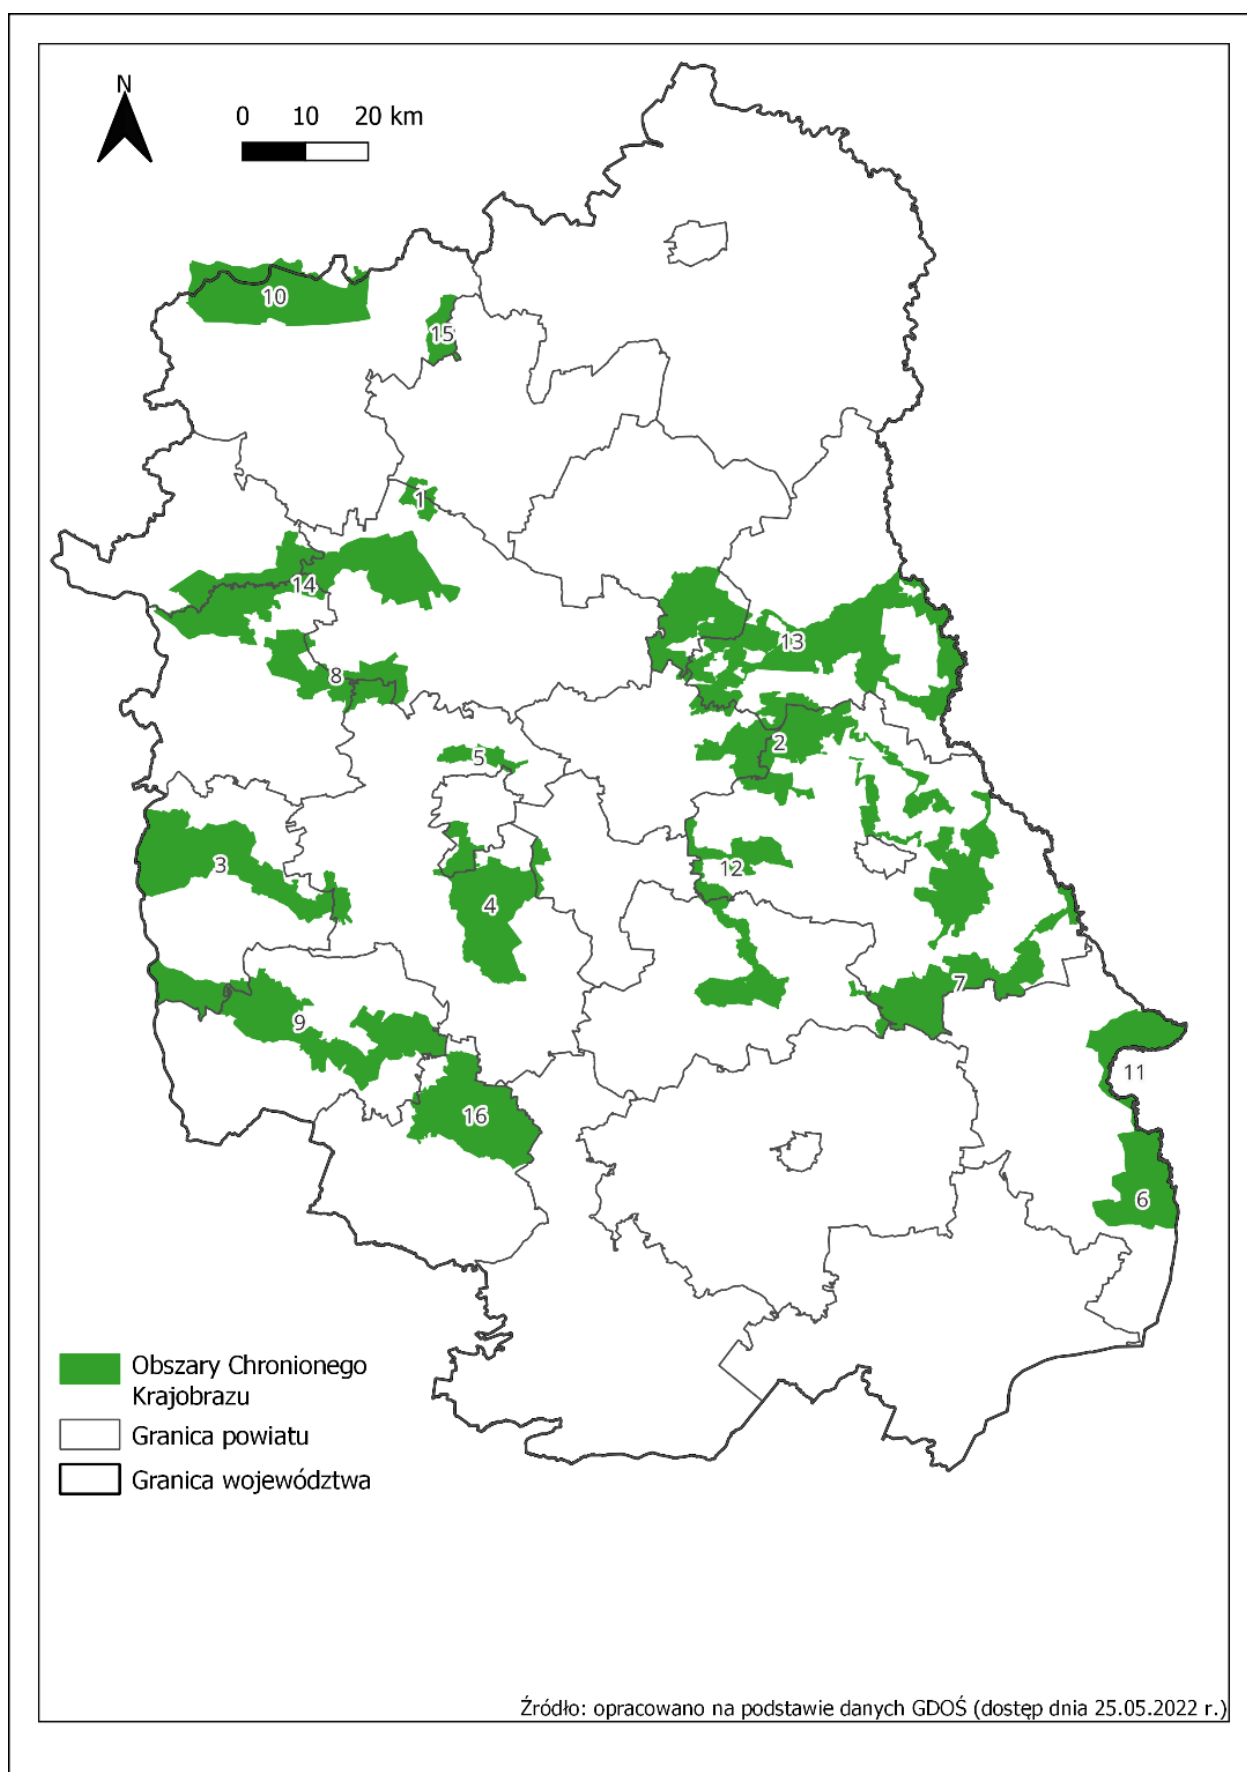 N
0 10 20 km
10
15
1
14
13
8
2
5
3
12
4
7
9
11
16
6
Obszary Chronionego
Krajobrazu
Granica powiatu
Granica województwa
Źródło: opracowano na podstawie danych GDOŚ (dostęp dnia 25.05.2022 r.)